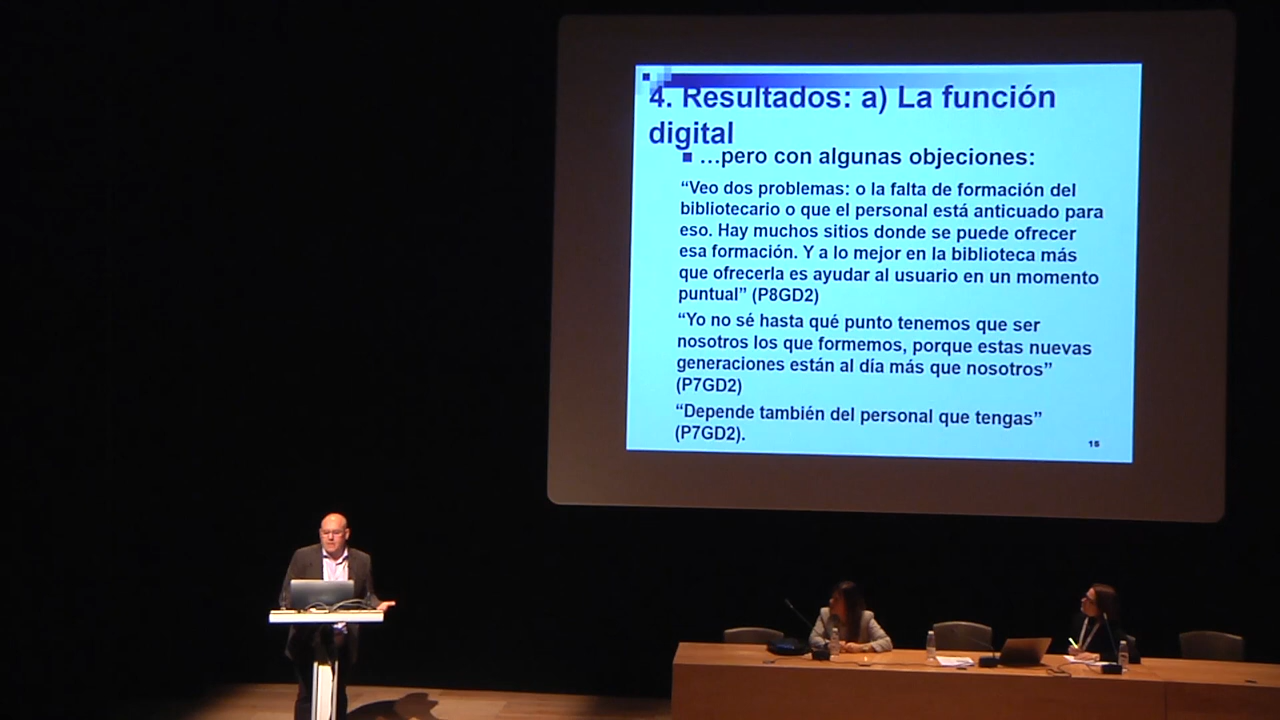 4. Resultados: a) La función
digital
…pero con algunas objeciones:
“Veo dos problemas: o la falta de formación del
bibliotecario o que el personal está anticuado para
eso. Hay muchos sitios donde se puede ofrecer
esa formación. Y a lo mejor en la biblioteca más
que ofrecerla es ayudar al usuario en un momento
puntual” (P8GD2)
“Yo no sé hasta qué punto tenemos que ser
nosotros los que formemos, porque estas nuevas
generaciones están al día más que nosotros”
(P7GD2)
“Depende también del personal que tengas”
(P7GD2).
15